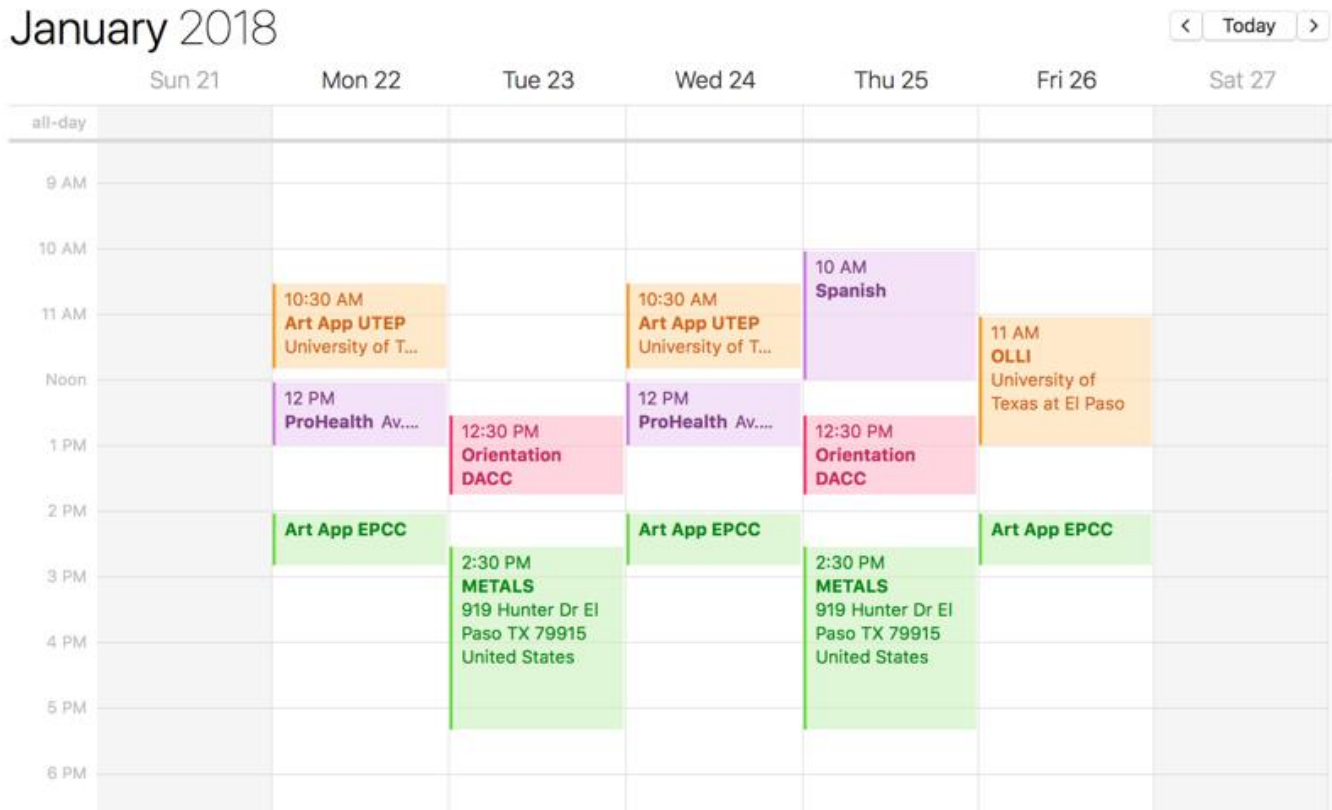 January 2018
< Today >
Sun 21 Mon 22 Tue 23 Wed 24 Thu 25 Fri 26 Sat 27
all-day
9 AM
10 AM
11 AM
Noon
1 PM
2 PM
3 PM
4 PM
5 PM
6 PM
10:30 AM
Art App UTEP
University of T...
12 PM
ProHealth Av....
Art App EPCC
12:30 PM
Orientation
DACC
2:30 PM
METALS
919 Hunter Dr El
Paso TX 79915
United States
10:30 AM
Art App UTEP
University of T...
12 PM
ProHealth Av....
Art App EPCC
10 AM
Spanish
12:30 PM
Orientation
DACC
2:30 PM
METALS
919 Hunter Dr El
Paso TX 79915
United States
11 AM
OLLI
University of
Texas at El Paso
Art App EPCC